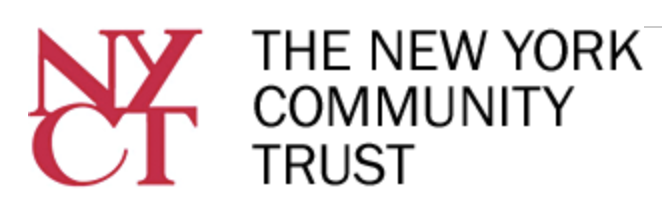 NY
CT
THE NEW YORK
COMMUNITY
TRUST